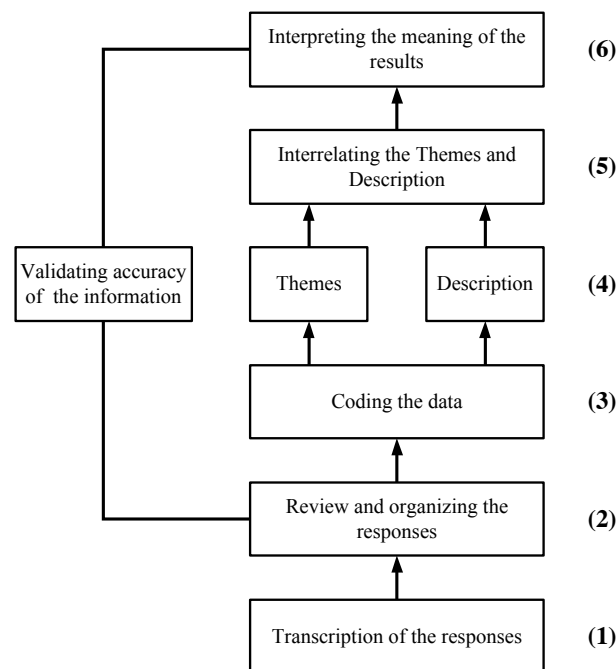 Interpreting the meaning of the
results
(6)
Interrelating the Themes and
Description
(5)
Validating accuracy
of the information
Themes
Description
(4)
Coding the data
(3)
Review and organizing the
responses
(2)
Transcription of the responses
(1)